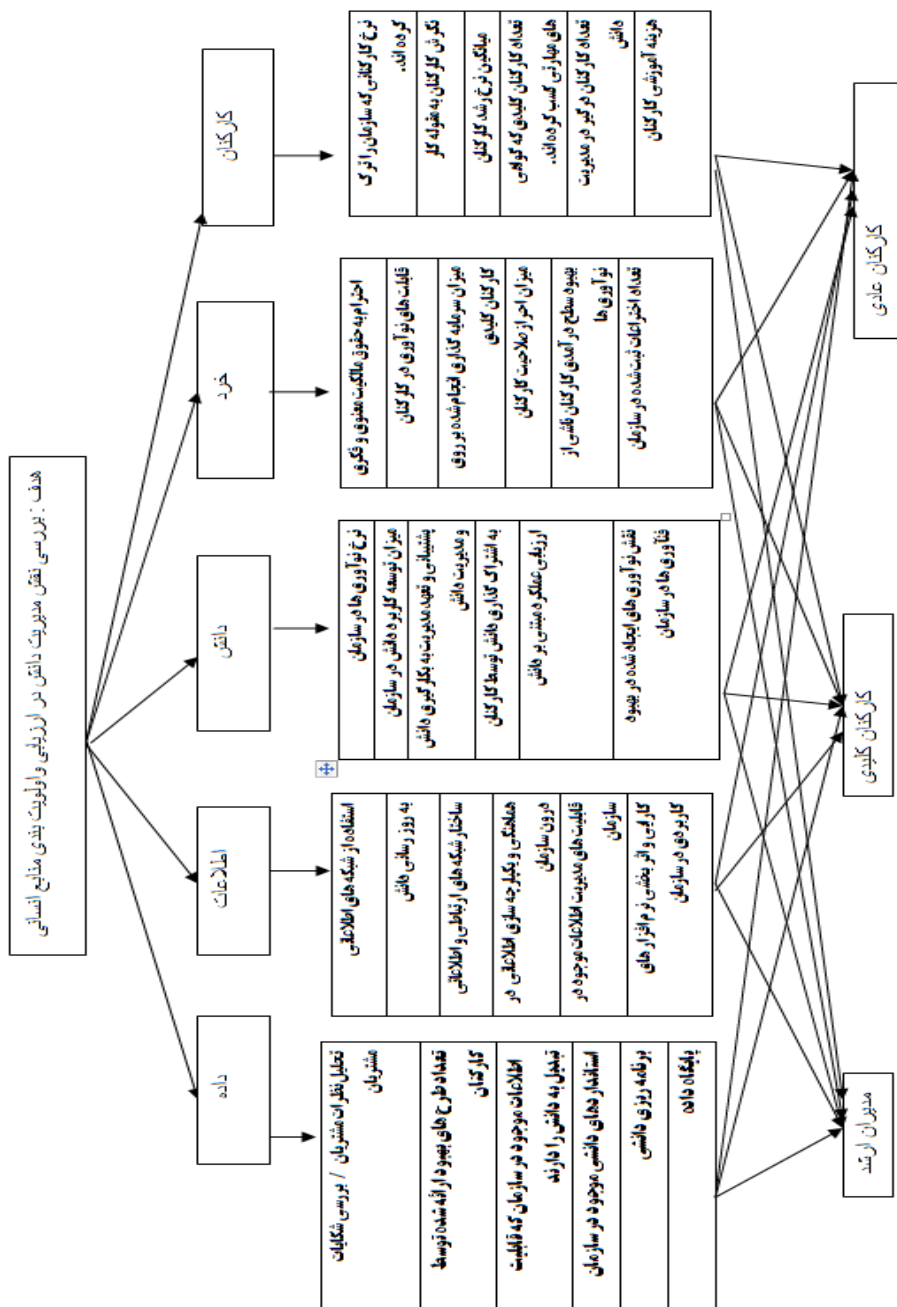 هدف : بررسی نقش مدیریت دانش در ارزیابی واولویت بندی منابع انسانی
کارکنان
خرد
دانش
اطلاعات
داده
نرخ کارکنانی که سازمان را ترک
کرده اند.
نگرش کارکنان به مقوله کار
میانگین نرخ رشد کارکنان
تعداد کارکنان کلیدی که گواهی
های مهارتی کسب کرده اند.
تعداد کارکنان درگیر در مدیریت
دانش
هزینه آموزشی کارکنان
احترام به حقوق مالکیت معنوی و فکری
قابلیت های نوآوری در کارکنان
میزان سرمایه گذاری انجام شده بر روی
کارکنان کلیدی
میزان احراز صلاحیت کارکنان
بهبود سطح درآمدی کارکنان ناشی از
نوآوری ها
تعداد اختراعات ثبت شده در سازمان
نرخ نوآوری ها در سازمان
میزان توسعه کاربرد دانش در سازمان
پشتیبانی و تعهد مدیریت به بکارگیری دانش
و مدیریت دانش
به اشتراک گذاری دانش توسط کارکنان
ارزیابی عملکرد مبتنی بر دانش
نقش نوآوری های ایجاد شده در بهبود
فنآوری ها در سازمان
استفاده از شبکه های اطلاعاتی
به روز رسانی دانش
ساختار شبکه های ارتباطی و اطلاعاتی
هماهنگی و یکپارچه سازی اطلاعاتی در
درون سازمان
قابلیت های مدیریت اطلاعات موجود در
سازمان
کارایی و اثر بخشی نرم افزار های
کاربردی در سازمان
تحلیل نظرات مشتریان / بررسی شکایات
مشتریان
تعداد طرح های بهبود ارائه شده توسط
کارکنان
اطلاعات موجود در سازمان که قابلیت
تبدیل به دانش را دارند
استانداردهای دانشی موجود در سازمان
برنامه ریزی دانشی
پایگاه داده
کارکنان عادی
کارکنان کلیدی
مدیران ارشد